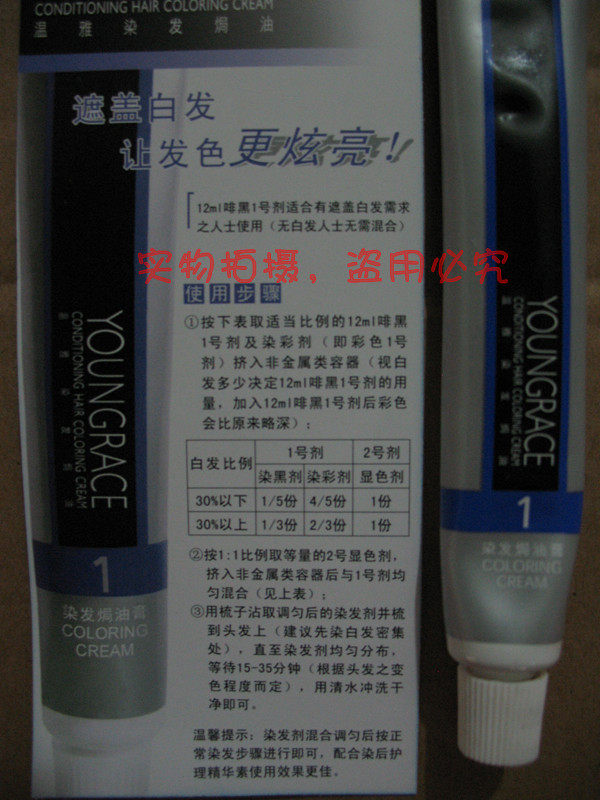 CONDITIONING HAIR COLORING CREAM
温雅染发焗油
遮盖白发
让发色更炫亮！
12ml啡黑1号剂适合有遮盖白发需求
之人士使用（无白发人士无需混合）
实物拍摄，盗用必究
使用步骤
①按下表取适当比例的12ml啡黑
1号剂及染彩剂（即彩色1号
剂）挤入非金属类容器（视白
发多少决定12ml啡黑1号剂的用
量，加入12ml啡黑1号剂后彩色
会比原来略深）；
白发比例 1号剂 2号剂
染黑剂 染彩剂 显色剂
30%以下 1/5份 4/5份 1份
30%以上 1/3份 2/3份 1份
②按1:1比例取等量的2号显色剂，
挤入非金属类容器后与1号剂均
匀混合（见上表）；
③用梳子沾取调匀后的染发剂并梳
到头发上（建议先染白发密集
处），直至染发剂均匀分布，
等待15-35分钟（根据头发之变
色程度而定），用清水冲洗干
净即可。
温馨提示：染发剂混合调匀后按正
常染发步骤进行即可，配合染后护
理精华素使用效果更佳。
YOUNGRACE
CONDITIONING HAIR COLORING CREAM
温雅染发焗油
1
染发焗油膏
COLORING
CREAM
YOUNGRACE
CONDITIONING HAIR COLORING CREAM
温雅染发焗油
1
染发焗油膏
COLORING
CREAM